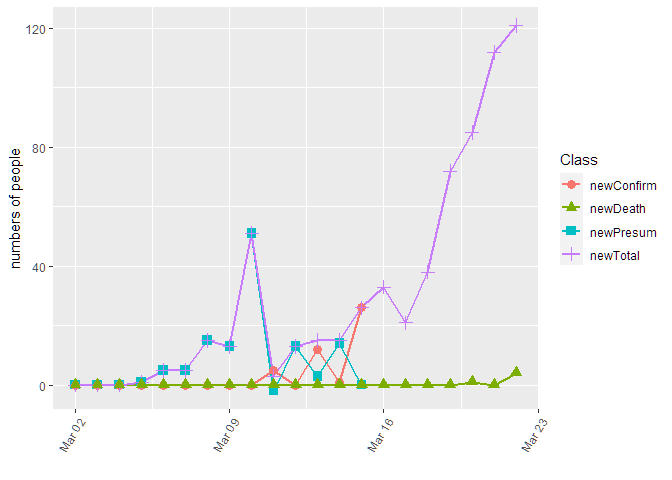 120
80
40
0
numbers of people
Mar 02
Mar 09
Mar 16
Mar 23
Class
newConfirm
newDeath
newPresum
newTotal